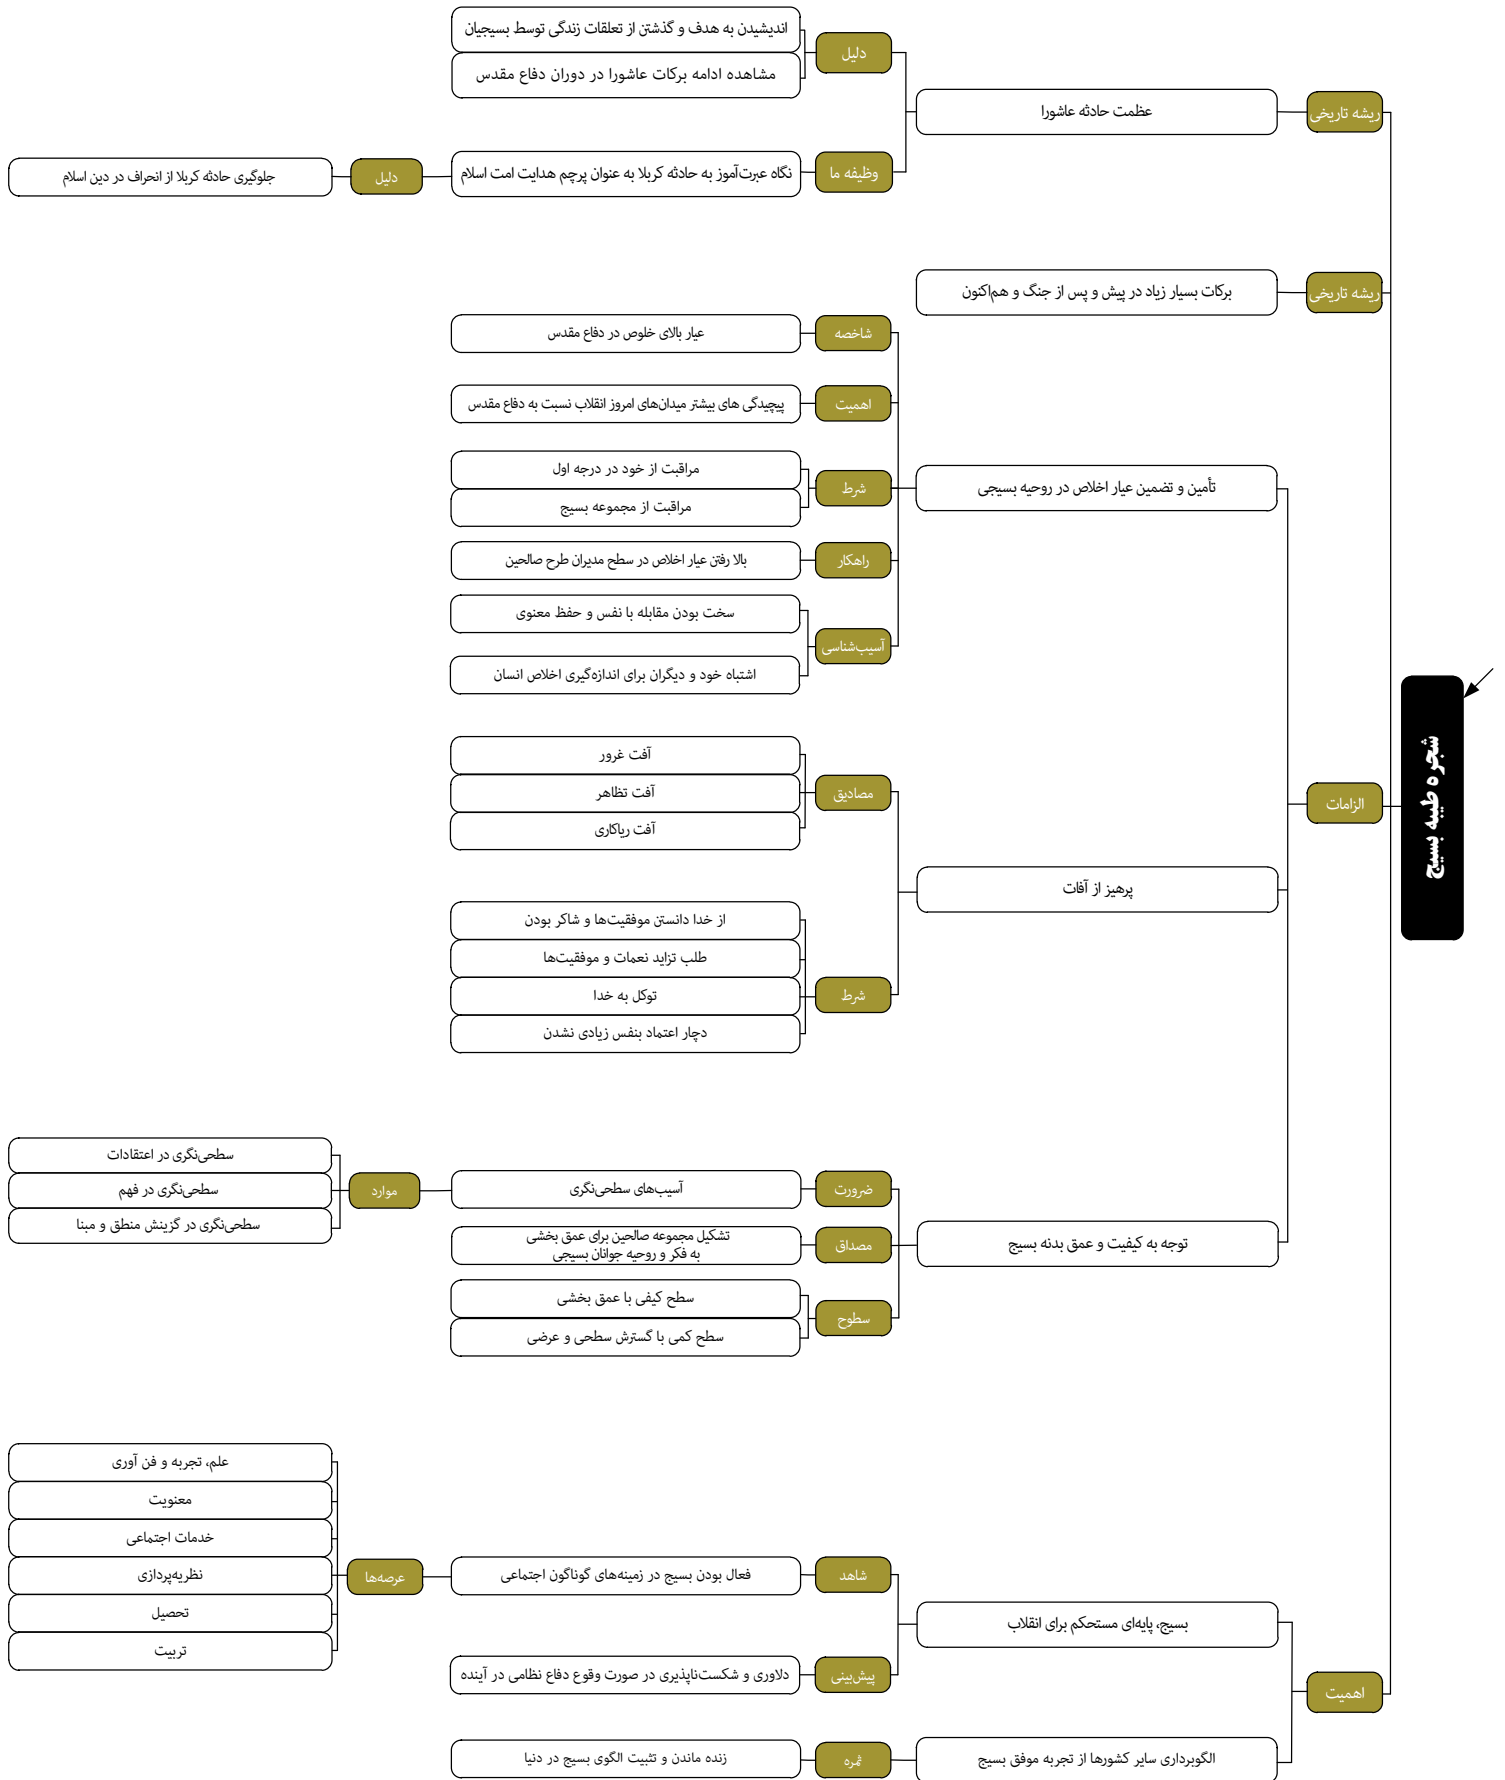 شجره طیبه بسیج
ریشه تاریخی
عظمت حادثه عاشورا
دلیل
اندیشیدن به هدف و گذشتن از تعلقات زندگی توسط بسیجیان
مشاهده ادامه برکات عاشورا در دوران دفاع مقدس
وظیفه ما
نگاه عبرت‌آموز به حادثه کربلا به عنوان پرچم هدایت امت اسلام
دلیل
جلوگیری حادثه کربلا از انحراف در دین اسلام
ریشه تاریخی
برکات بسیار زیاد در پیش و پس از جنگ و هم‌اکنون
الزامات
تأمین و تضمین عیار اخلاص در روحیه بسیجی
شاخصه
عیار بالای خلوص در دفاع مقدس
اهمیت
پیچیدگی های بیشتر میدان‌های امروز انقلاب نسبت به دفاع مقدس
شرط
مراقبت از خود در درجه اول
مراقبت از مجموعه بسیج
راهکار
بالا رفتن عیار اخلاص در سطح مدیران طرح صالحین
آسیب‌شناسی
سخت بودن مقابله با نفس و حفظ معنوی
اشتباه خود و دیگران برای اندازه‌گیری اخلاص انسان
پرهیز از آفات
مصادیق
آفت غرور
آفت تظاهر
آفت ریاکاری
شرط
از خدا دانستن موفقیت‌ها و شاکر بودن
طلب تزاید نعمات و موفقیت‌ها
توکل به خدا
دچار اعتماد بنفس زیادی نشدن
توجه به کیفیت و عمق بدنه بسیج
ضرورت
آسیب‌های سطحی‌نگری
موارد
سطحی‌نگری در اعتقادات
سطحی‌نگری در فهم
سطحی‌نگری در گزینش منطق و مبنا
مصداق
تشکیل مجموعه صالحین برای عمق بخشی
به فکر و روحیه جوانان بسیجی
سطوح
سطح کیفی با عمق بخشی
سطح کمی با گسترش سطحی و عرضی
اهمیت
بسیج، پایه‌ای مستحکم برای انقلاب
شاهد
فعال بودن بسیج در زمینه‌های گوناگون اجتماعی
عرصه‌ها
علم، تجربه و فن آوری
معنویت
خدمات اجتماعی
نظریه‌پردازی
تحصیل
تربیت
پیش‌بینی
دلاوری و شکست‌ناپذیری در صورت وقوع دفاع نظامی در آینده
الگوبرداری سایر کشورها از تجربه موفق بسیج
ثمره
زنده ماندن و تثبیت الگوی بسیج در دنیا